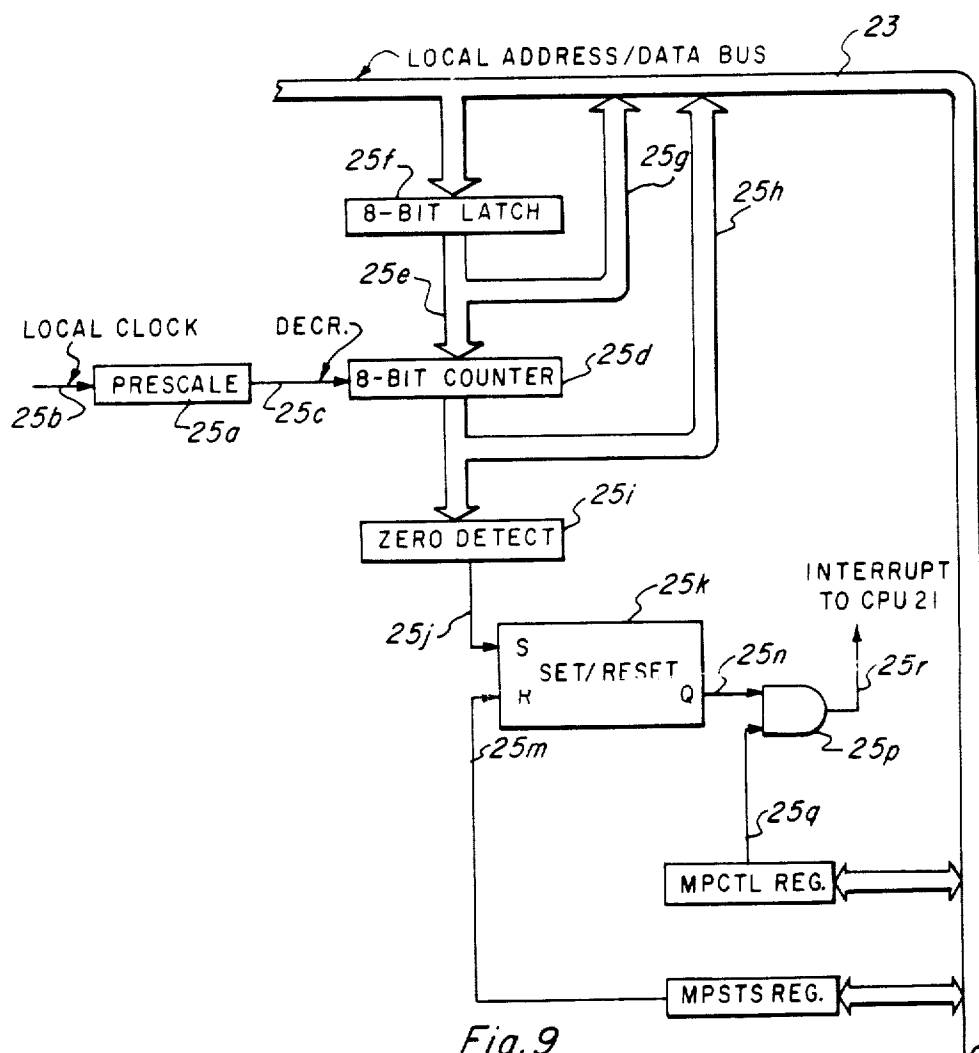 23
LOCAL ADDRESS/DATA BUS
25f
25g
8-BIT LATCH
25h
25e
LOCAL CLOCK
DECR.
PRESCALE
8-BIT COUNTER
25d
25b
25a
25c
25i
ZERO DETECT
INTERRUPT
TO CPU 21
25k
25j
S
25n
25r
SET/RESET
R
Q
25m
25p
25q
MPCTL REG.
MPSTS REG.
Fig. 9